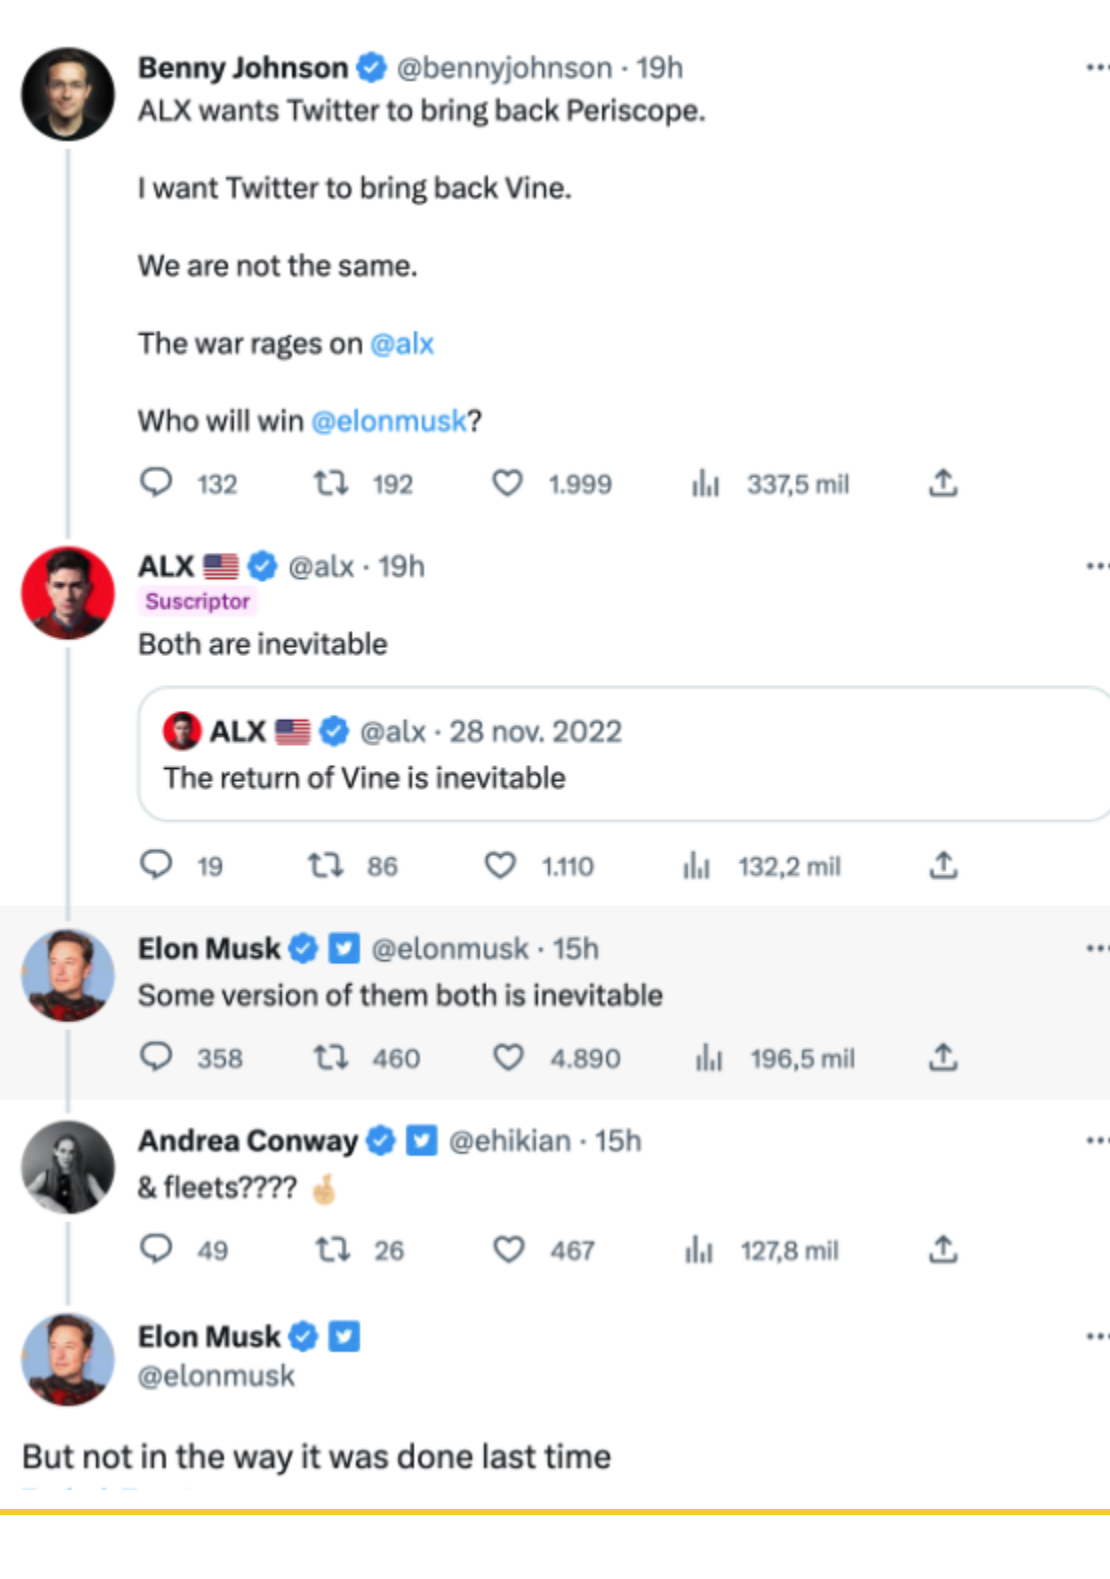 Benny Johnson @bennyjohnson · 19h
ALX wants Twitter to bring back Periscope.
I want Twitter to bring back Vine.
We are not the same.
The war rages on @alx
Who will win @elonmusk?
132 192 1.999 337,5 mil
ALX 🇺🇸 @alx · 19h
Suscriptor
Both are inevitable
ALX 🇺🇸 @alx · 28 nov. 2022
The return of Vine is inevitable
19 86 1.110 132,2 mil
Elon Musk @elonmusk · 15h
Some version of them both is inevitable
358 460 4.890 196,5 mil
Andrea Conway @ehikian · 15h
& fleets???? 🤞🏼
49 26 467 127,8 mil
Elon Musk
@elonmusk
But not in the way it was done last time